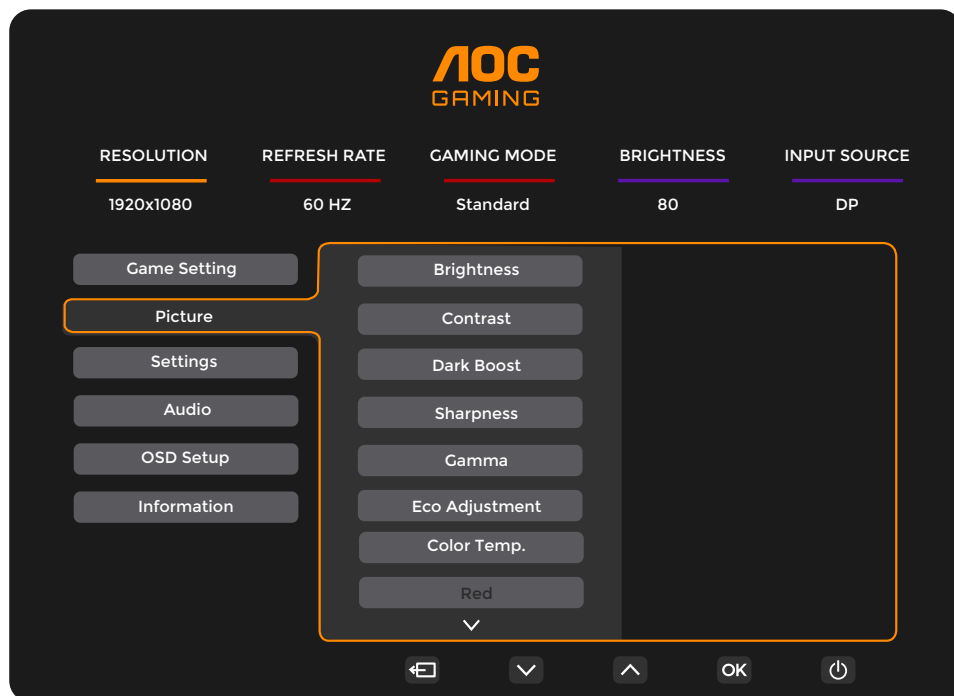 AOC
GAMING
RESOLUTION REFRESH RATE GAMING MODE BRIGHTNESS INPUT SOURCE
1920x1080 60 HZ Standard 80 DP
Game Setting
Picture
Settings
Audio
OSD Setup
Information
Brightness
Contrast
Dark Boost
Sharpness
Gamma
Eco Adjustment
Color Temp.
Red
OK